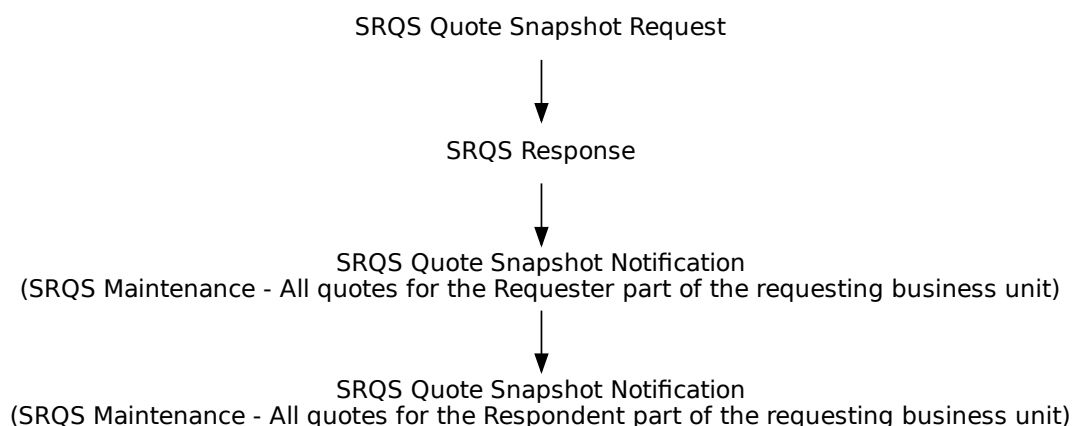 SRQS Quote Snapshot Request
SRQS Response
SRQS Quote Snapshot Notification
(SRQS Maintenance - All quotes for the Requester part of the requesting business unit)
SRQS Quote Snapshot Notification
(SRQS Maintenance - All quotes for the Respondent part of the requesting business unit)